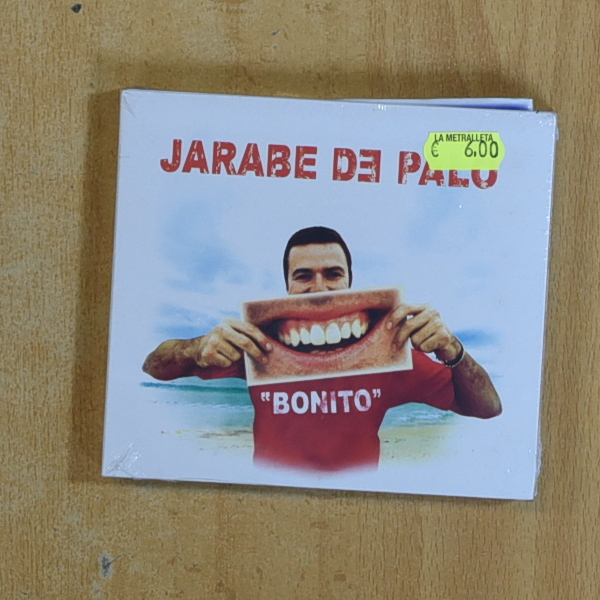 JARABE DE PALO
LA METRALLETA
€ 6,00
"BONITO"